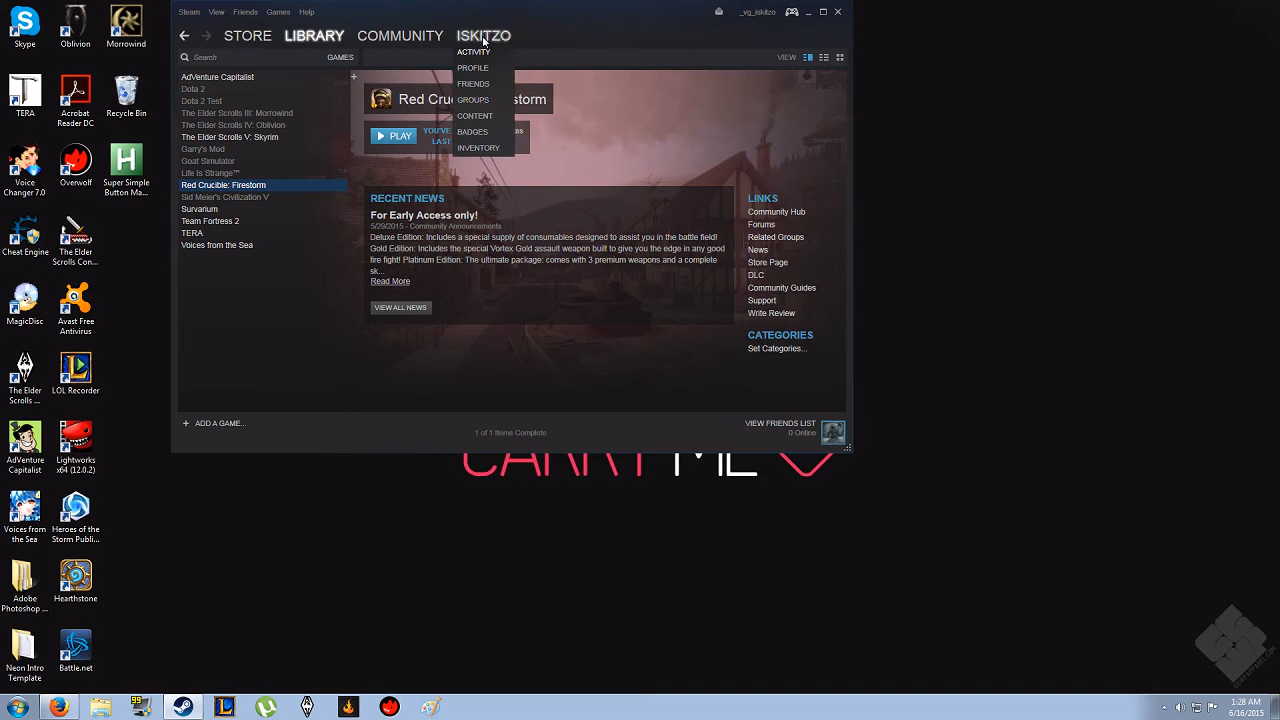 Steam View Friends Games Help
_vg_iskitzo
STORE LIBRARY COMMUNITY ISKITZO
Search GAMES
VIEW
ACTIVITY
PROFILE
FRIENDS
GROUPS
CONTENT
BADGES
INVENTORY
AdVenture Capitalist
Dota 2
Dota 2 Test
The Elder Scrolls III: Morrowind
The Elder Scrolls IV: Oblivion
The Elder Scrolls V: Skyrim
Garry's Mod
Goat Simulator
Life Is Strange™
Red Crucible: Firestorm
Sid Meier's Civilization V
Survarium
Team Fortress 2
TERA
Voices from the Sea
Red Cruc estorm
PLAY
YOU'VE
LAST
tes
RECENT NEWS
For Early Access only!
5/29/2015 - Community Announcements
Deluxe Edition: Includes a special supply of consumables designed to assist you in the battle field!
Gold Edition: Includes the special Vortex Gold assault weapon built to give you the edge in any good
fire fight! Platinum Edition: The ultimate package: comes with 3 premium weapons and a complete
sk...
Read More
VIEW ALL NEWS
LINKS
Community Hub
Forums
Related Groups
News
Store Page
DLC
Community Guides
Support
Write Review
CATEGORIES
Set Categories...
ADD A GAME...
1 of 1 Items Complete
VIEW FRIENDS LIST
0 Online
CARRY ME
Skype
Oblivion
Morrowind
TERA
Acrobat
Reader DC
Recycle Bin
Voice
Changer 7.0
Overwolf
Super Simple
Button Ma...
Cheat Engine
The Elder
Scrolls Con...
MagicDisc
Avast Free
Antivirus
The Elder
Scrolls ...
LOL Recorder
AdVenture
Capitalist
Lightworks
x64 (12.0.2)
Voices from
the Sea
Heroes of the
Storm Publi...
Adobe
Photoshop ...
Hearthstone
Neon Intro
Template
Battle.net
99
1:28 AM
6/16/2015